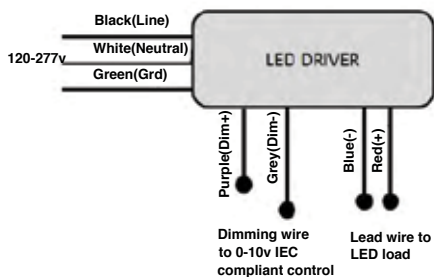 Black(Line)
White(Neutral)
120-277v
Green(Grd)
LED DRIVER
Purple(Dim+)
Grey(Dim-)
Blue(-)
Red(+)
Dimming wire
to 0-10v IEC
compliant control
Lead wire to
LED load